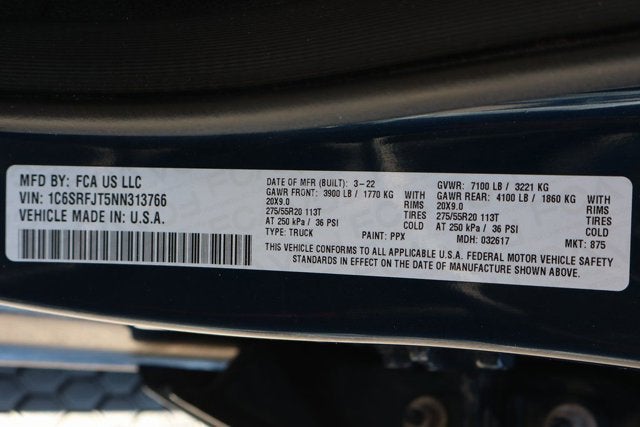 MFD BY: FCA US LLC
VIN: 1C6SRFJT5NN313766
VEHICLE MADE IN U.S.A.
DATE OF MFR (BUILT): 3-22 GVWR: 7100 LB / 3221 KG
GAWR FRONT: 3900 LB / 1770 KG WITH GAWR REAR: 4100 LB / 1860 KG WITH
20X9.0 RIMS 20X9.0 RIMS
275/55R20 113T TIRES 275/55R20 113T TIRES
AT 250 kPa / 36 PSI COLD AT 250 kPa / 36 PSI COLD
TYPE: TRUCK PAINT: PPX MDH: 032617 MKT: 875
THIS VEHICLE CONFORMS TO ALL APPLICABLE U.S.A. FEDERAL MOTOR VEHICLE SAFETY
STANDARDS IN EFFECT ON THE DATE OF MANUFACTURE SHOWN ABOVE.